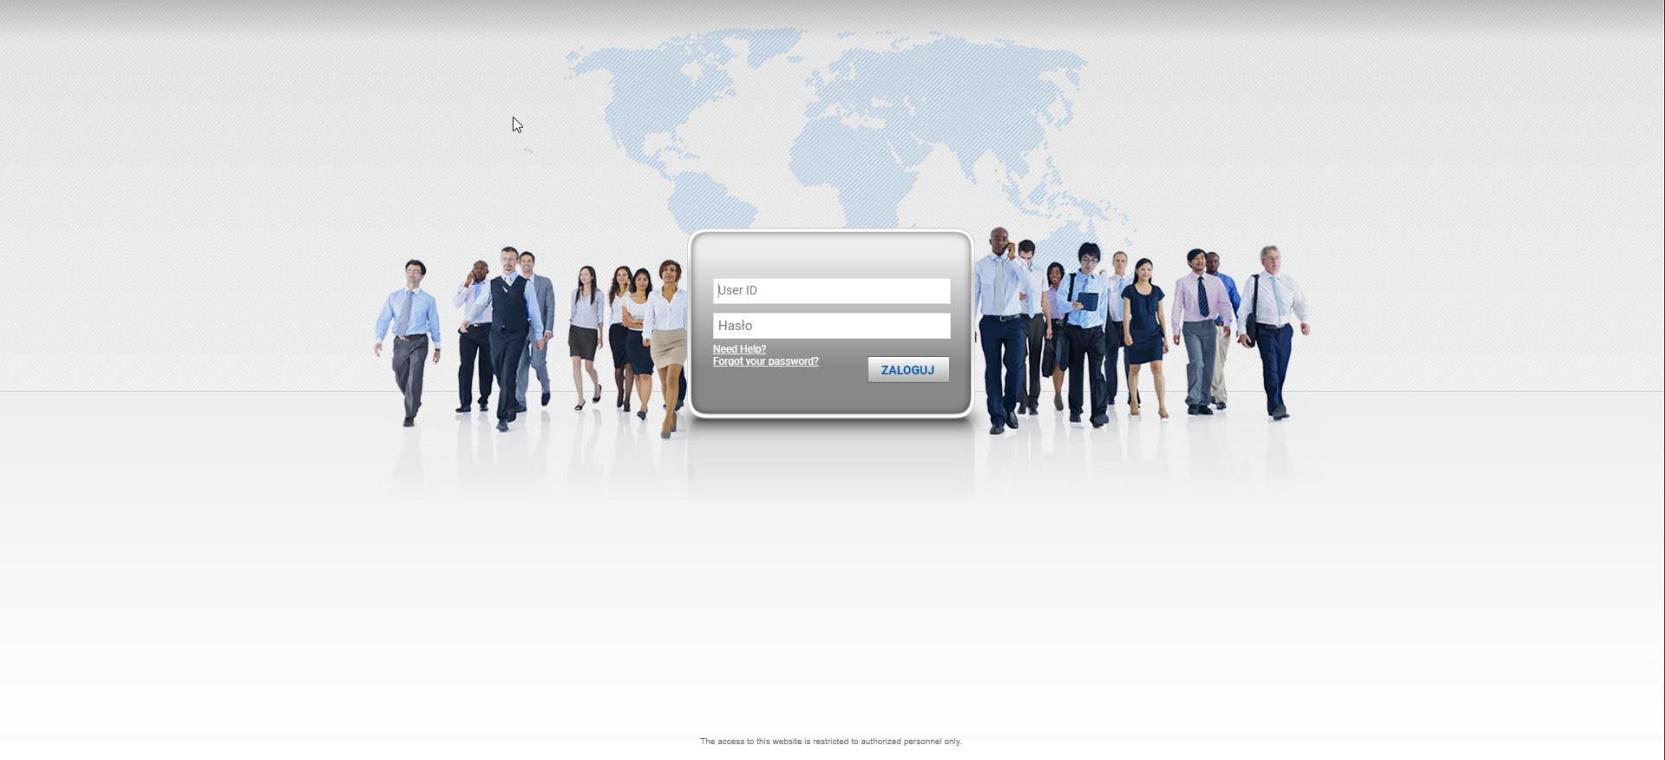 User ID
Hasło
Need Help?
Forgot your password?
ZALOGUJ
The access to this website is restricted to authorized personnel only.